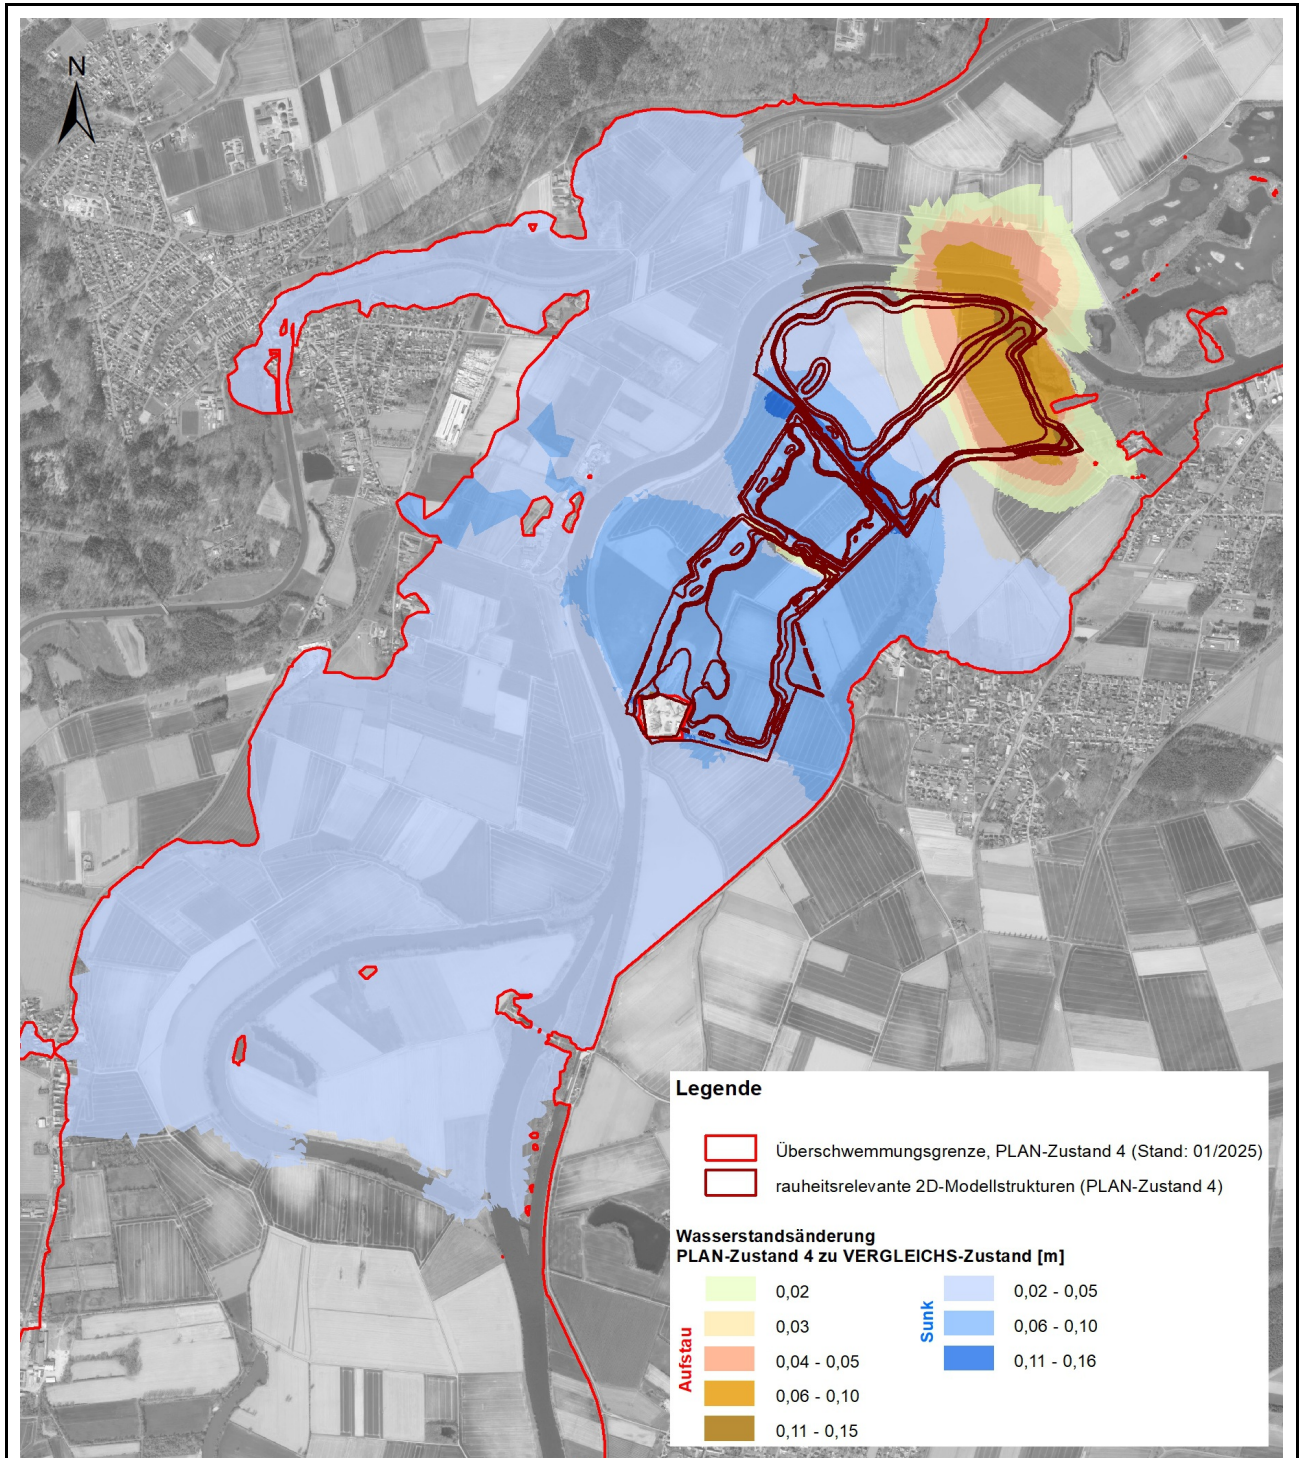 N
Legende
Überschwemmungsgrenze, PLAN-Zustand 4 (Stand: 01/2025)
rauheitsrelevante 2D-Modellstrukturen (PLAN-Zustand 4)
Wasserstandsänderung
PLAN-Zustand 4 zu VERGLEICHS-Zustand [m]
Aufstau
0,02
0,03
0,04 - 0,05
0,06 - 0,10
0,11 - 0,15
Sunk
0,02 - 0,05
0,06 - 0,10
0,11 - 0,16